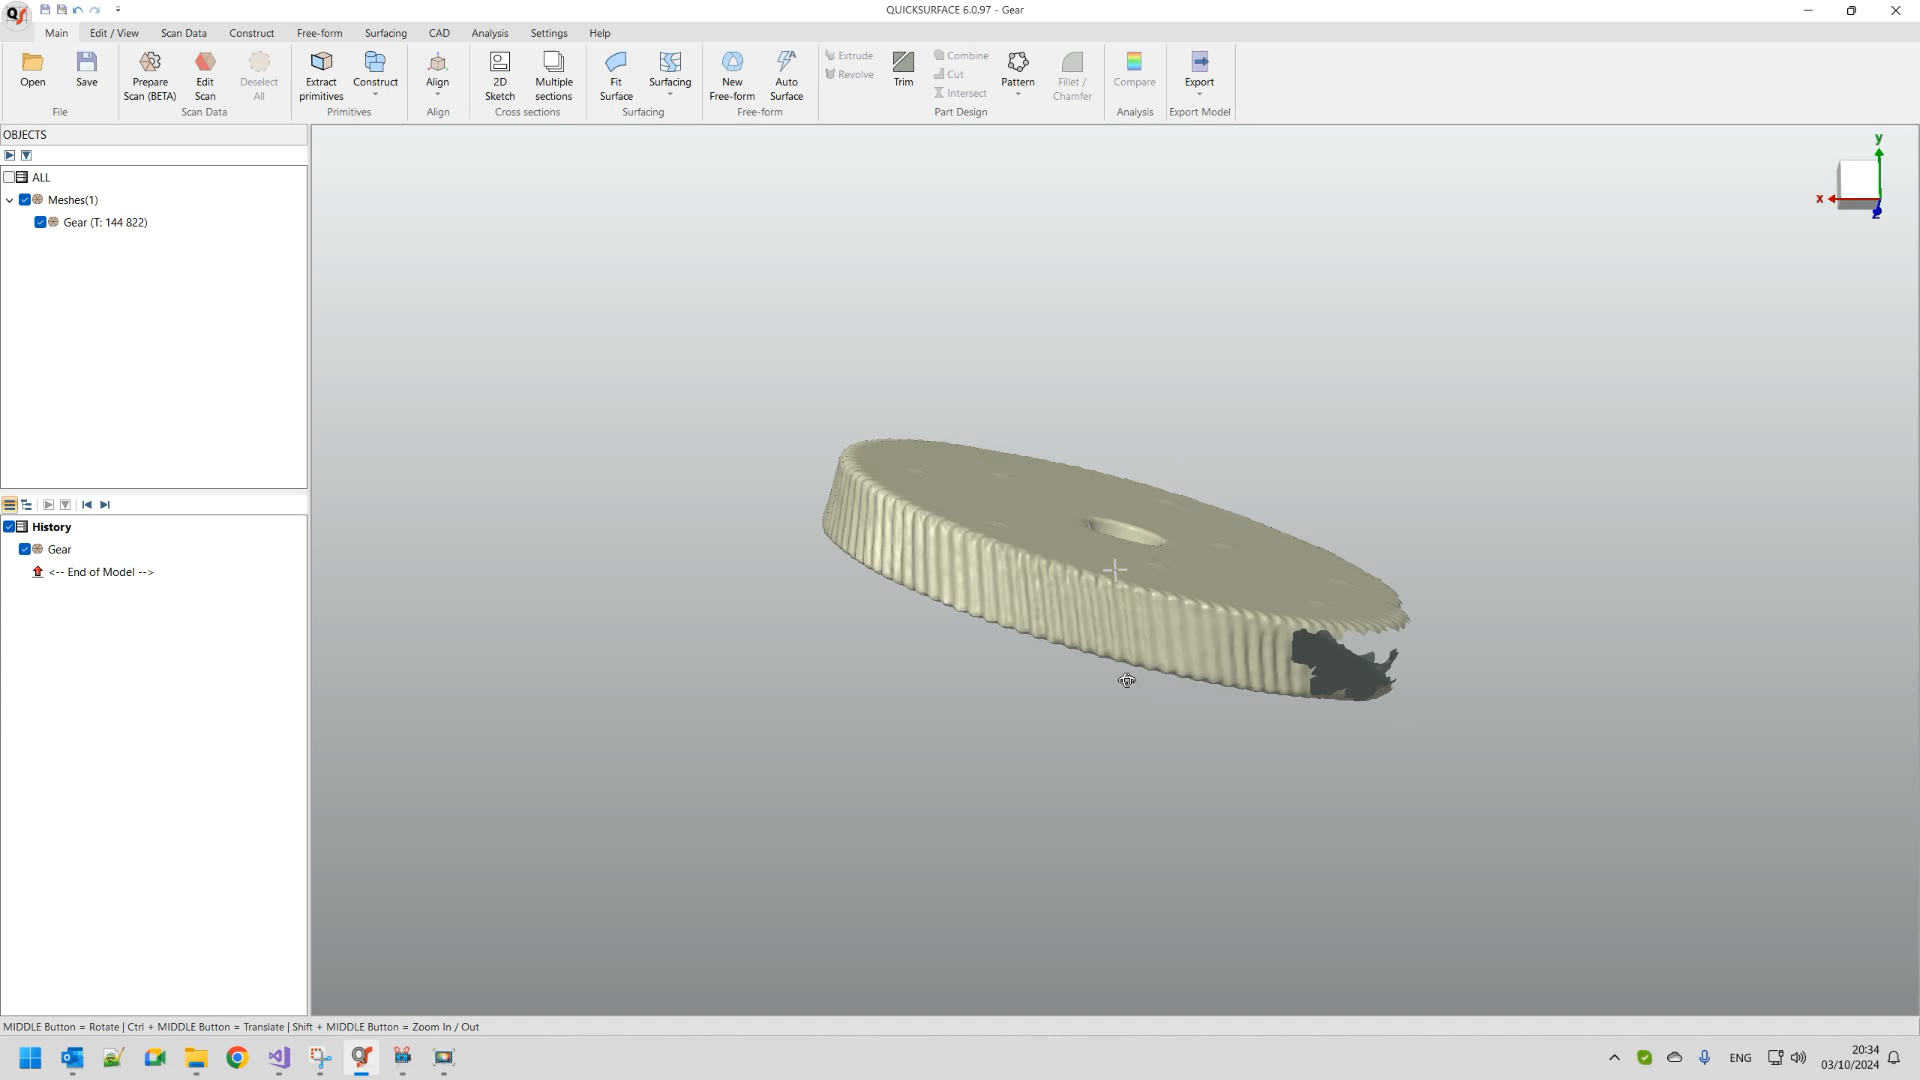 QUICKSURFACE 6.0.97 - Gear
Main Edit / View Scan Data Construct Free-form Surfacing CAD Analysis Settings Help
Open
Save
File
Prepare
Scan (BETA)
Edit
Scan
Deselect
All
Scan Data
Extract
primitives
Construct
Primitives
Align
Align
2D
Sketch
Multiple
sections
Cross sections
Fit
Surface
Surfacing
Surfacing
New
Free-form
Auto
Surface
Free-form
Extrude
Revolve
Trim
Combine
Cut
Intersect
Pattern
Fillet /
Chamfer
Part Design
Compare
Analysis
Export
Export Model
OBJECTS
ALL
Meshes(1)
Gear (T: 144 822)
History
Gear
<-- End of Model -->
y
x
z
MIDDLE Button = Rotate | Ctrl + MIDDLE Button = Translate | Shift + MIDDLE Button = Zoom In / Out
ENG
20:34
03/10/2024